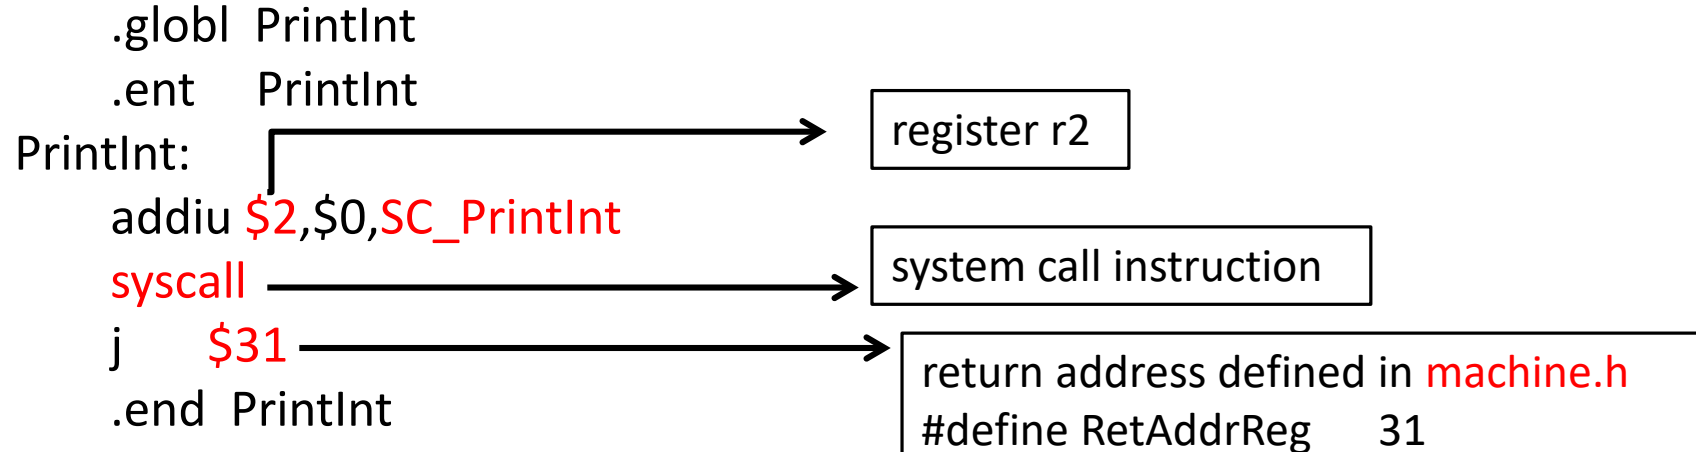 .globl PrintInt
.ent PrintInt
PrintInt:
addiu $2,$0,SC_PrintInt
syscall
j $31
.end PrintInt
register r2
system call instruction
return address defined in machine.h
#define RetAddrReg 31